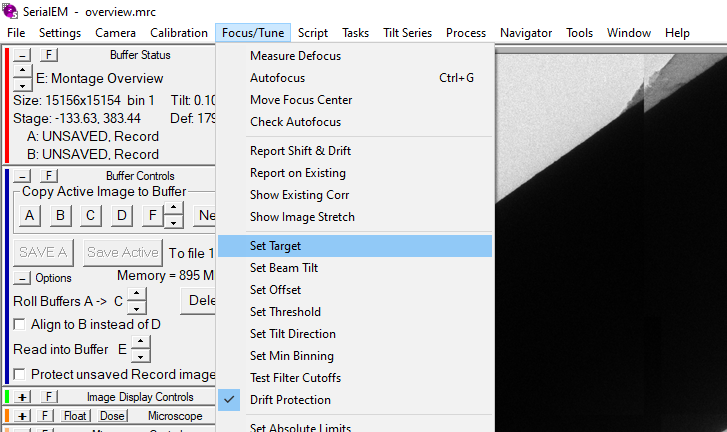 SerialEM - overview.mrc
File Settings Camera Calibration Focus/Tune Script Tasks Tilt Series Process Navigator Tools Window Help
– F Buffer Status
E: Montage Overview
Size: 15156x15154 bin 1 Tilt: 0.10
Stage: -133.63, 383.44 Def: 179
A: UNSAVED, Record
B: UNSAVED, Record
– F Buffer Controls
Copy Active Image to Buffer
A B C D F Ne
SAVE A Save Active To file 1
– Options Memory = 895 M
Roll Buffers A -> C Dele
Align to B instead of D
Read into Buffer E
Protect unsaved Record image
+ F Image Display Controls
+ F Float Dose Microscope
Measure Defocus
Autofocus Ctrl+G
Move Focus Center
Check Autofocus
Report Shift & Drift
Report on Existing
Show Existing Corr
Show Image Stretch
Set Target
Set Beam Tilt
Set Offset
Set Threshold
Set Tilt Direction
Set Min Binning
Test Filter Cutoffs
Drift Protection
Set Absolute Limits